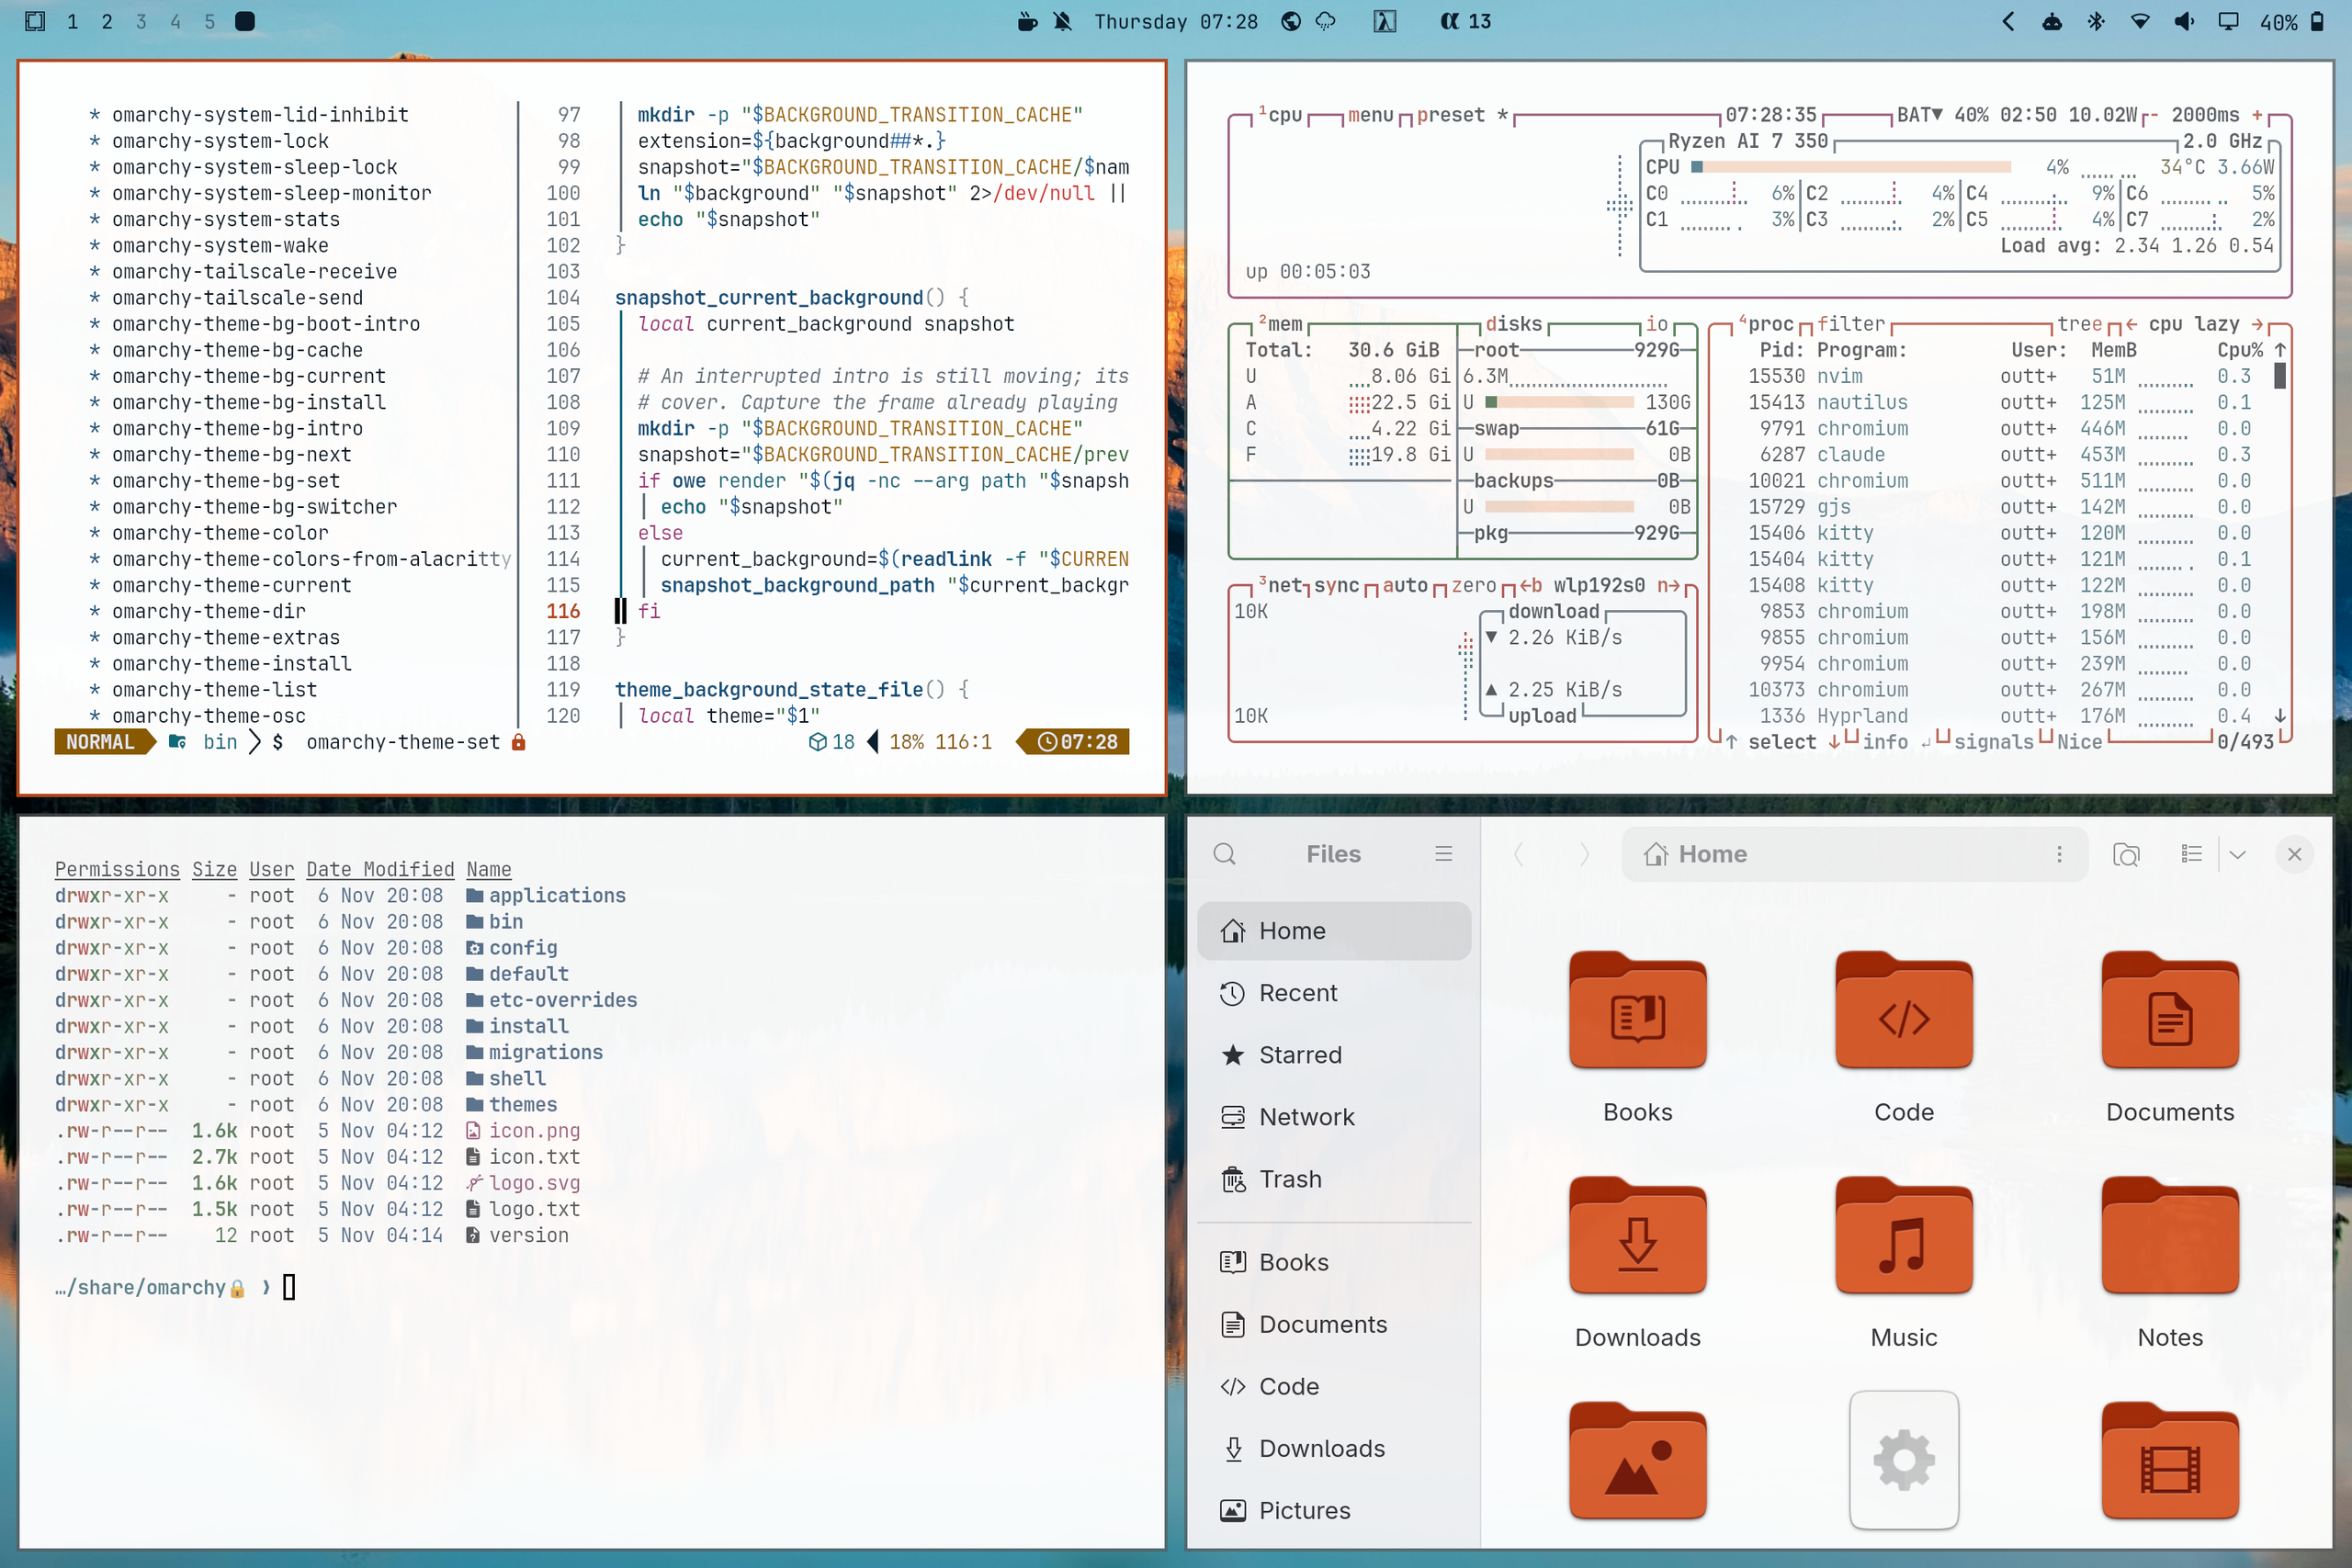 1 2 3 4 5
Thursday 07:28
α 13
40%
* omarchy-system-lid-inhibit
* omarchy-system-lock
* omarchy-system-sleep-lock
* omarchy-system-sleep-monitor
* omarchy-system-stats
* omarchy-system-wake
* omarchy-tailscale-receive
* omarchy-tailscale-send
* omarchy-theme-bg-boot-intro
* omarchy-theme-bg-cache
* omarchy-theme-bg-current
* omarchy-theme-bg-install
* omarchy-theme-bg-intro
* omarchy-theme-bg-next
* omarchy-theme-bg-set
* omarchy-theme-bg-switcher
* omarchy-theme-color
* omarchy-theme-colors-from-alacritty
* omarchy-theme-current
* omarchy-theme-dir
* omarchy-theme-extras
* omarchy-theme-install
* omarchy-theme-list
* omarchy-theme-osc
97 mkdir -p "$BACKGROUND_TRANSITION_CACHE"
98 extension=${background##*.}
99 snapshot="$BACKGROUND_TRANSITION_CACHE/$nam
100 ln "$background" "$snapshot" 2>/dev/null ||
101 echo "$snapshot"
102 }
103
104 snapshot_current_background() {
105 local current_background snapshot
106
107 # An interrupted intro is still moving; its
108 # cover. Capture the frame already playing
109 mkdir -p "$BACKGROUND_TRANSITION_CACHE"
110 snapshot="$BACKGROUND_TRANSITION_CACHE/prev
111 if owe render "$(jq -nc --arg path "$snapsh
112 echo "$snapshot"
113 else
114 current_background=$(readlink -f "$CURREN
115 snapshot_background_path "$current_backgr
116 fi
117 }
118
119 theme_background_state_file() {
120 local theme="$1"
NORMAL bin $ omarchy-theme-set 18 18% 116:1 07:28
1cpu menu preset * 07:28:35 BAT▼ 40% 02:50 10.02W - 2000ms +
Ryzen AI 7 350 2.0 GHz
CPU 4% 34°C 3.66W
C0 6% C2 4% C4 9% C6 5%
C1 3% C3 2% C5 4% C7 2%
Load avg: 2.34 1.26 0.54
up 00:05:03
2mem disks io
Total: 30.6 GiB root 929G
U 8.06 Gi 6.3M
A 22.5 Gi U 130G
C 4.22 Gi swap 61G
F 19.8 Gi U 0B
backups 0B
U 0B
pkg 929G
3net sync auto zero ←b wlp192s0 n→
10K download
▼ 2.26 KiB/s
▲ 2.25 KiB/s
10K upload
4proc filter tree ← cpu lazy →
Pid: Program: User: MemB Cpu% ↑
15530 nvim outt+ 51M 0.3
15413 nautilus outt+ 125M 0.1
9791 chromium outt+ 446M 0.0
6287 claude outt+ 453M 0.3
10021 chromium outt+ 511M 0.0
15729 gjs outt+ 142M 0.0
15406 kitty outt+ 120M 0.0
15404 kitty outt+ 121M 0.1
15408 kitty outt+ 122M 0.0
9853 chromium outt+ 198M 0.0
9855 chromium outt+ 156M 0.0
9954 chromium outt+ 239M 0.0
10373 chromium outt+ 267M 0.0
1336 Hyprland outt+ 176M 0.4 ↓
↑ select ↓ info ↵ signals Nice 0/493
Permissions Size User Date Modified Name
drwxr-xr-x - root 6 Nov 20:08 applications
drwxr-xr-x - root 6 Nov 20:08 bin
drwxr-xr-x - root 6 Nov 20:08 config
drwxr-xr-x - root 6 Nov 20:08 default
drwxr-xr-x - root 6 Nov 20:08 etc-overrides
drwxr-xr-x - root 6 Nov 20:08 install
drwxr-xr-x - root 6 Nov 20:08 migrations
drwxr-xr-x - root 6 Nov 20:08 shell
drwxr-xr-x - root 6 Nov 20:08 themes
.rw-r--r-- 1.6k root 5 Nov 04:12 icon.png
.rw-r--r-- 2.7k root 5 Nov 04:12 icon.txt
.rw-r--r-- 1.6k root 5 Nov 04:12 logo.svg
.rw-r--r-- 1.5k root 5 Nov 04:12 logo.txt
.rw-r--r-- 12 root 5 Nov 04:14 version
…/share/omarchy ❯
Files
Home
Home
Recent
Starred
Network
Trash
Books
Documents
Code
Downloads
Pictures
Books Code Documents
Downloads Music Notes